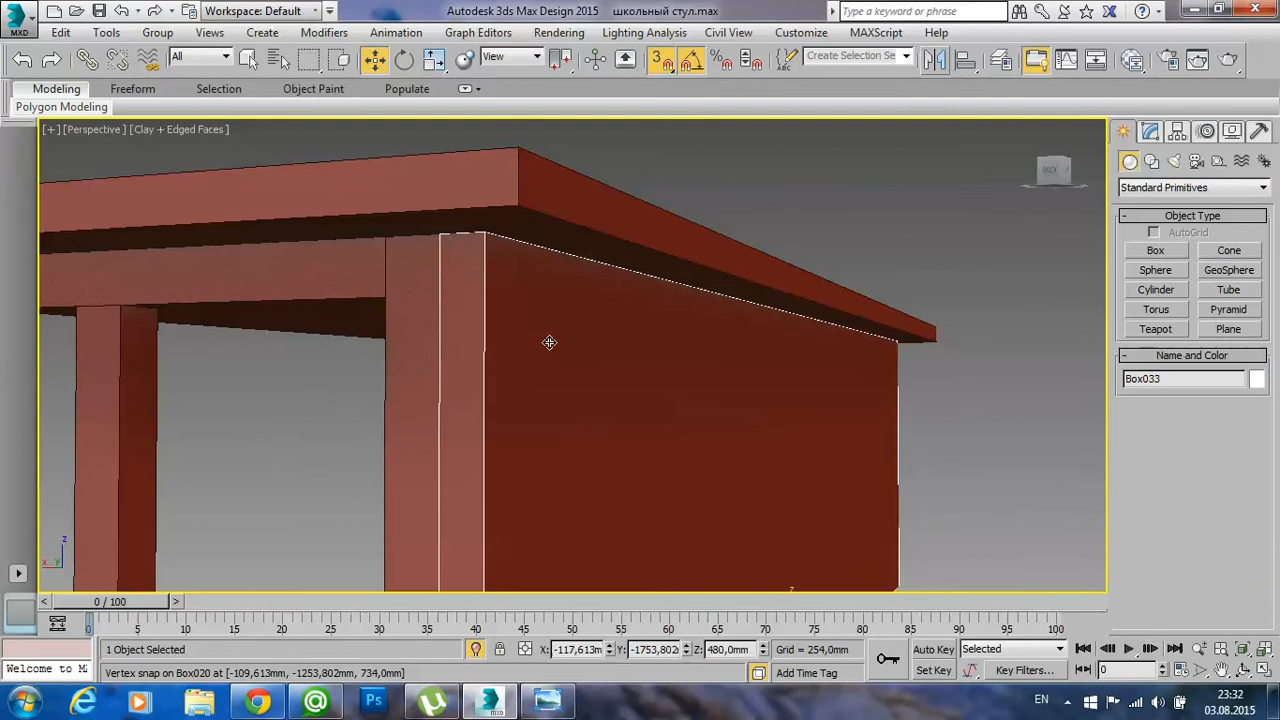 MXD
Workspace: Default
Autodesk 3ds Max Design 2015 школьный стул.max
Type a keyword or phrase
Edit Tools Group Views Create Modifiers Animation Graph Editors Rendering Lighting Analysis Civil View Customize MAXScript Help
All View 3 Create Selection Se
Modeling Freeform Selection Object Paint Populate
Polygon Modeling
[+] [Perspective] [Clay + Edged Faces]
Standard Primitives
- Object Type
AutoGrid
Box Cone
Sphere GeoSphere
Cylinder Tube
Torus Pyramid
Teapot Plane
- Name and Color
Box033
z
x y
z
< 0 / 100 >
0 5 10 15 20 25 30 35 40 45 50 55 60 65 70 75 80 85 90 95 100
1 Object Selected X: -117,613m Y: -1753,802 Z: 480,0mm Grid = 254,0mm Auto Key Selected
Welcome to M Vertex snap on Box020 at [-109,613mm, -1253,802mm, 734,0mm] Add Time Tag Set Key Key Filters... 0
EN 23:32
03.08.2015